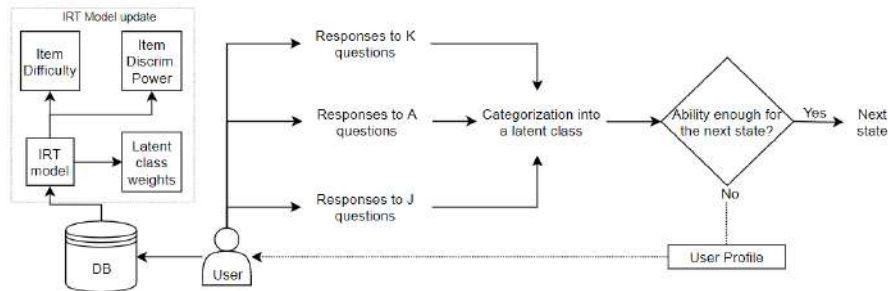 IRT Model update
Item
Difficulty
Item
Discrim.
Power
IRT
model
Latent
class
weights
DB
User
Responses to K
questions
Responses to A
questions
Responses to J
questions
Categorization into
a latent class
Ability enough for
the next state?
Yes
Next
state
No
User Profile